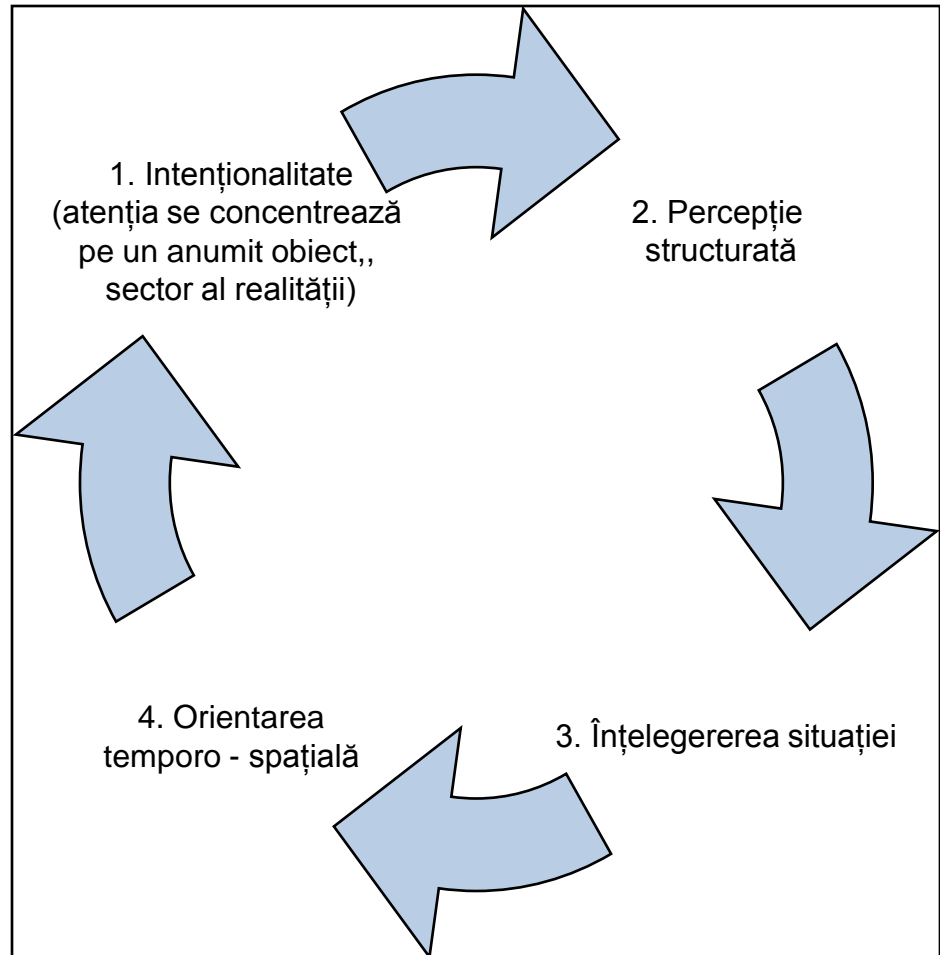 1. Intenționalitate
(atenția se concentrează
pe un anumit obiect,,
sector al realității)
2. Percepție
structurată
3. Înțelegererea situației
4. Orientarea
temporo - spațială